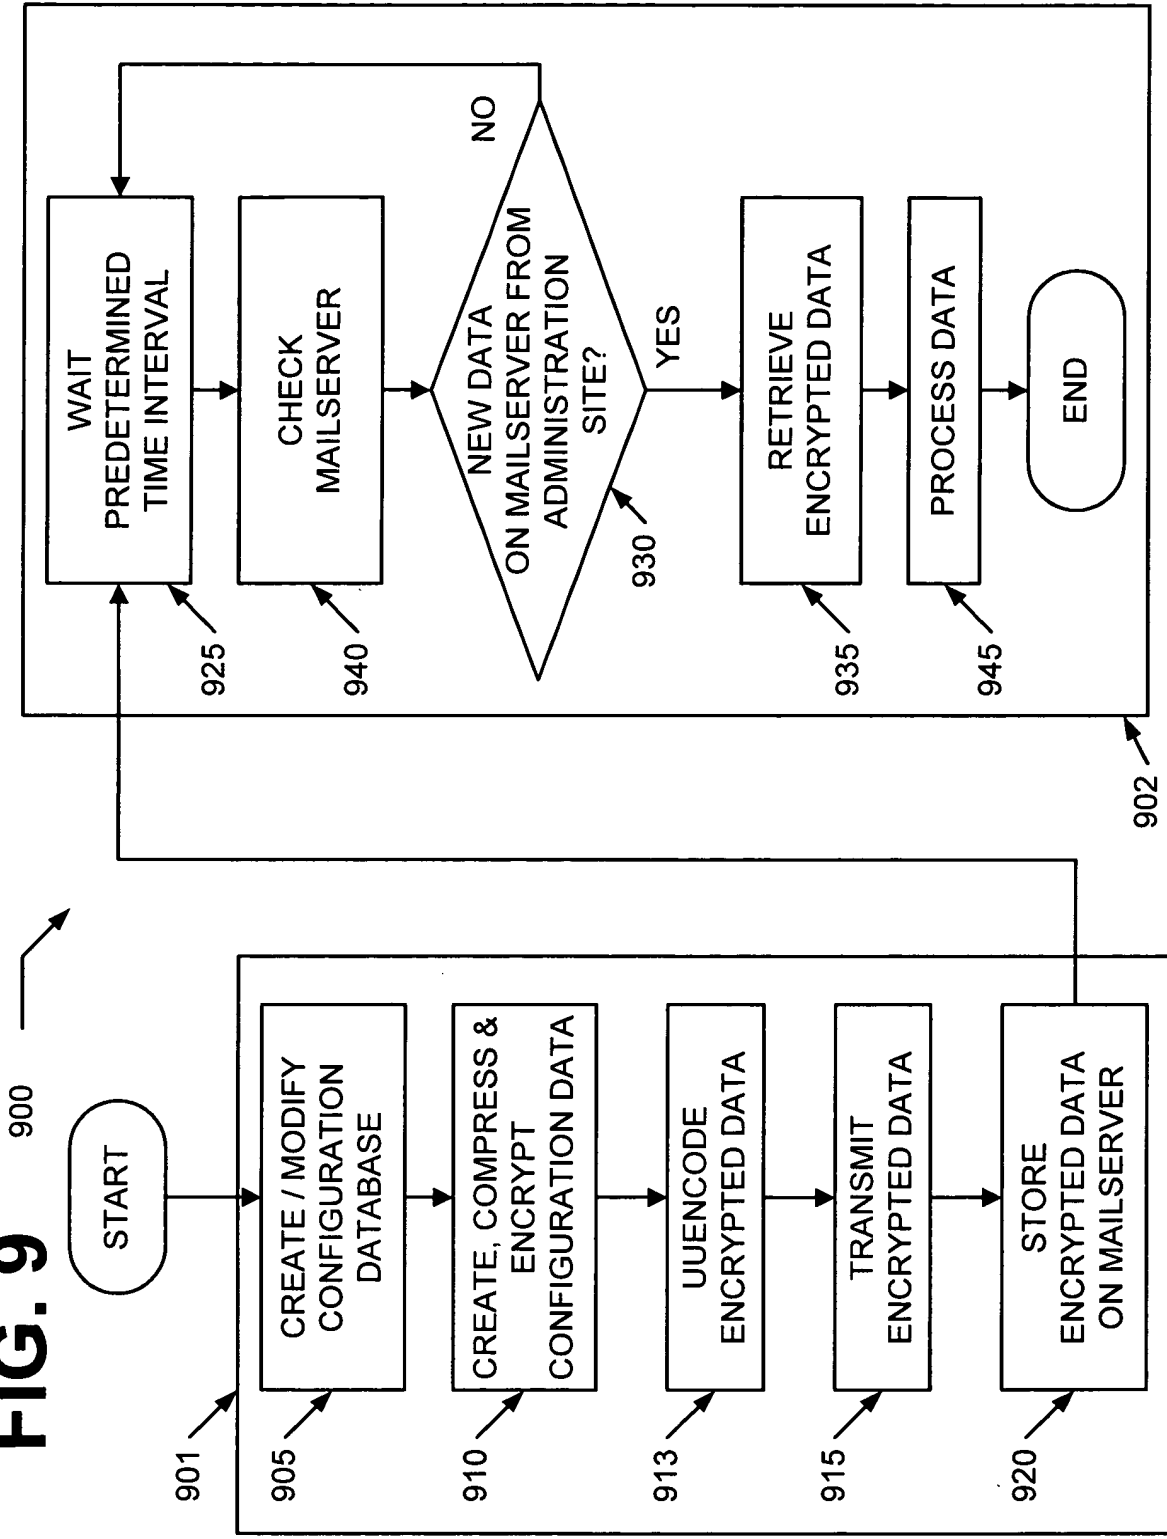 FIG. 9
900
START
901
CREATE / MODIFY
CONFIGURATION
DATABASE
905
CREATE, COMPRESS &
ENCRYPT
CONFIGURATION DATA
910
UUENCODE
ENCRYPTED DATA
913
TRANSMIT
ENCRYPTED DATA
915
STORE
ENCRYPTED DATA
ON MAILSERVER
920
WAIT
PREDETERMINED
TIME INTERVAL
925
CHECK
MAILSERVER
940
NEW DATA
ON MAILSERVER FROM
ADMINISTRATION
SITE?
NO
930
YES
RETRIEVE
ENCRYPTED DATA
935
PROCESS DATA
945
END
902